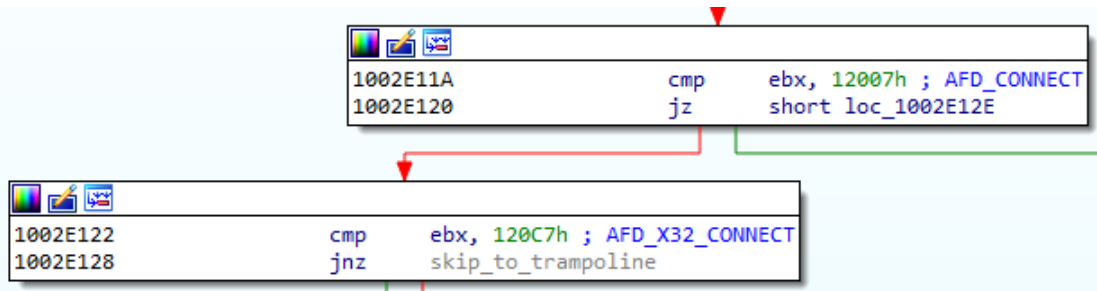 1002E11A cmp ebx, 12007h ; AFD_CONNECT
1002E120 jz short loc_1002E12E
1002E122 cmp ebx, 120C7h ; AFD_X32_CONNECT
1002E128 jnz skip_to_trampoline